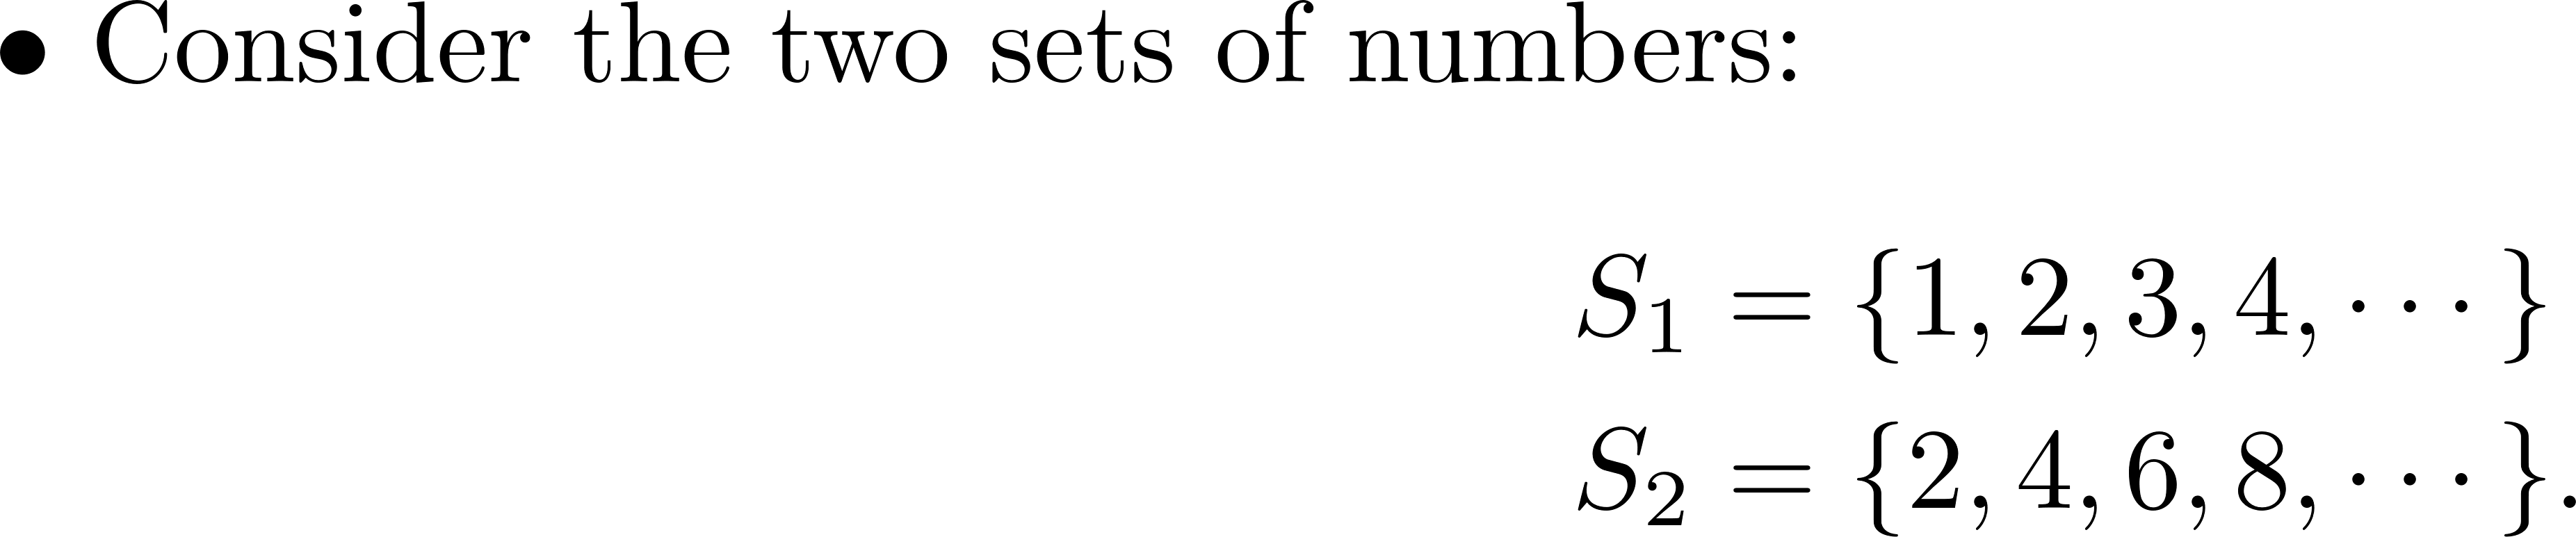 • Consider the two sets of numbers:
S₁ = {1, 2, 3, 4, ⋯ }
S₂ = {2, 4, 6, 8, ⋯ }.